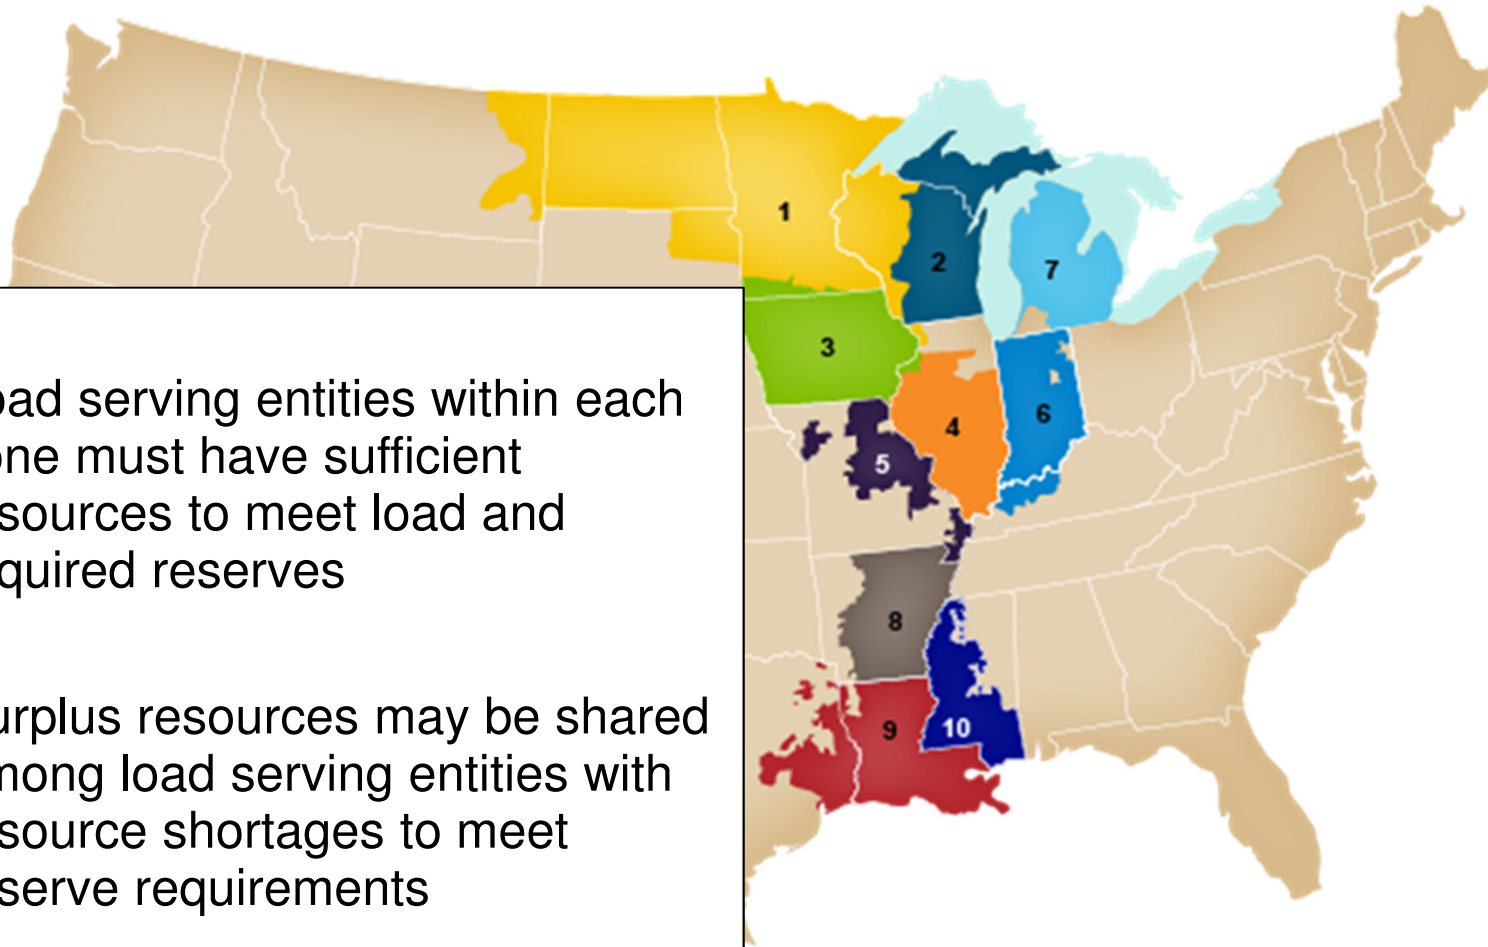 1
2
7
3
4
6
5
8
9
10
oad serving entities within each
one must have sufficient
sources to meet load and
quired reserves
urplus resources may be shared
mong load serving entities with
source shortages to meet
serve requirements